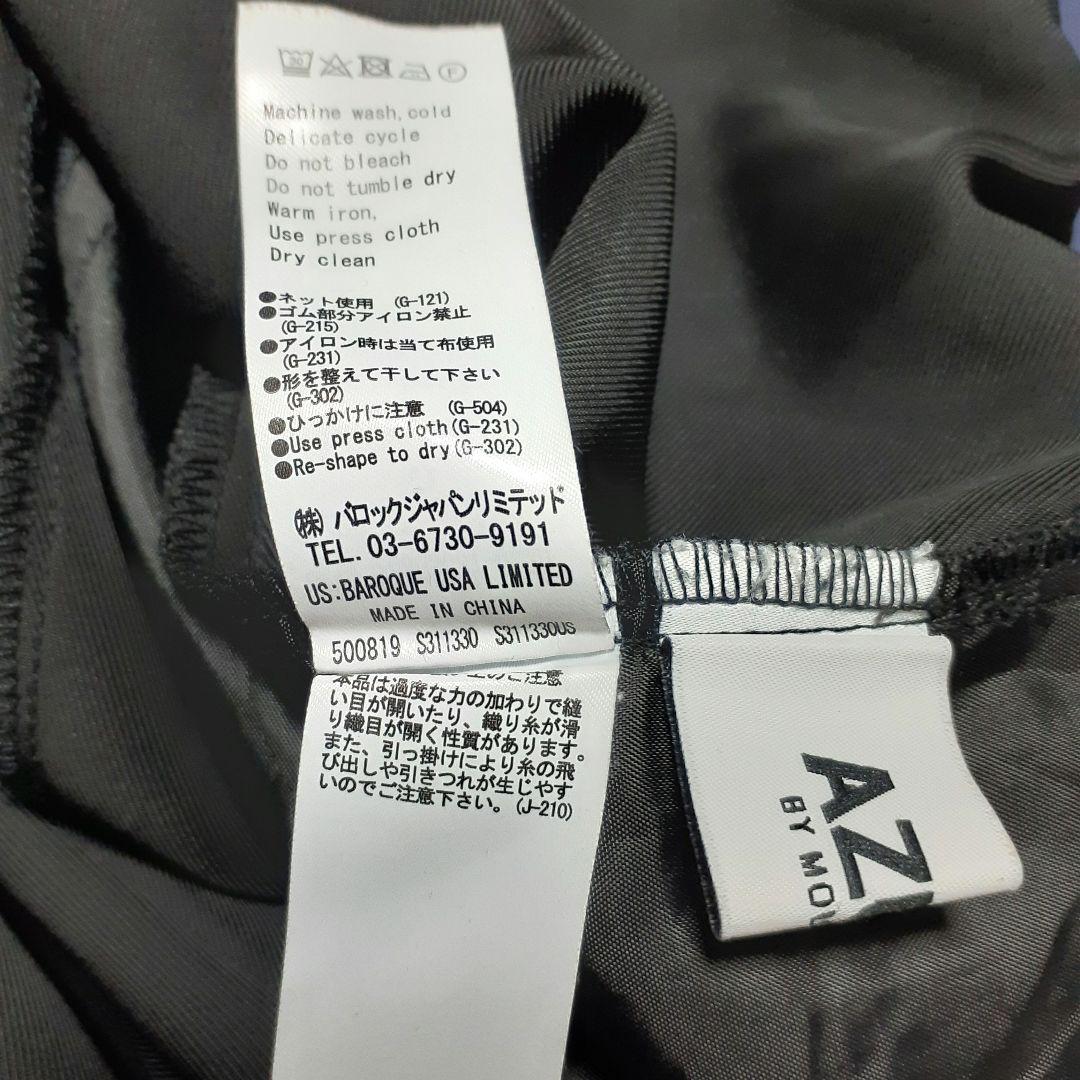 30
F
Machine wash,cold
Delicate cycle
Do not bleach
Do not tumble dry
Warm iron,
Use press cloth
Dry clean
●ネット使用 (G-121)
●ゴム部分アイロン禁止
(G-215)
●アイロン時は当て布使用
(G-231)
●形を整えて干して下さい
(G-302)
●ひっかけに注意 (G-504)
●Use press cloth(G-231)
●Re-shape to dry(G-302)
(株) バロックジャパンリミテッド
TEL. 03-6730-9191
US:BAROQUE USA LIMITED
MADE IN CHINA
500819 S311330 S311330US
上のご注意
本品は過度な力の加わりで縫
い目が開いたり、織り糸が滑
り織目が開く性質があります。
また、引っ掛けにより糸の飛
び出しや引きつれが生じやす
いのでご注意下さい。(J-210)
AZ
BY MOU